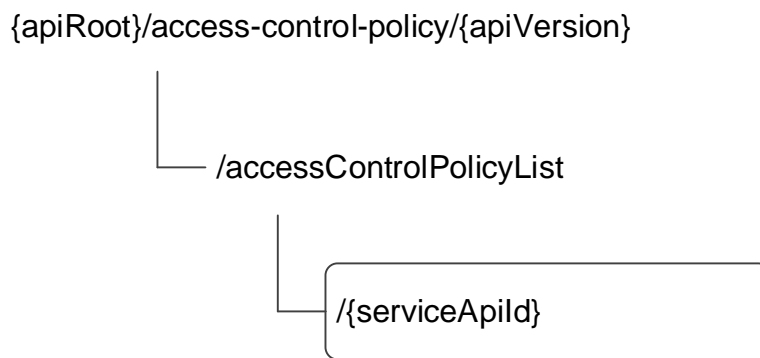 {apiRoot}/access-control-policy/{apiVersion}
/accessControlPolicyList
/{serviceApiId}